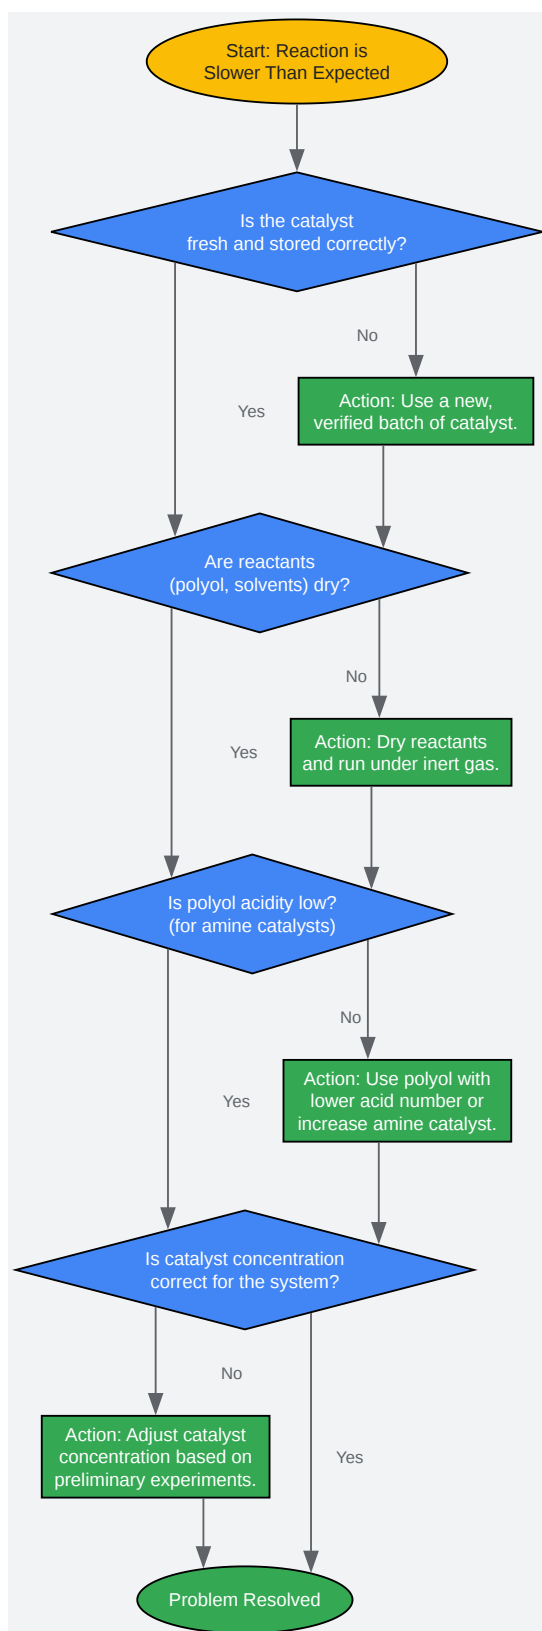 Start: Reaction is
Slower Than Expected
Is the catalyst
fresh and stored correctly?
No
Action: Use a new,
verified batch of catalyst.
Yes
Are reactants
(polyol, solvents) dry?
No
Action: Dry reactants
and run under inert gas.
Yes
Is polyol acidity low?
(for amine catalysts)
No
Action: Use polyol with
lower acid number or
increase amine catalyst.
Yes
Is catalyst concentration
correct for the system?
No
Action: Adjust catalyst
concentration based on
preliminary experiments.
Yes
Problem Resolved